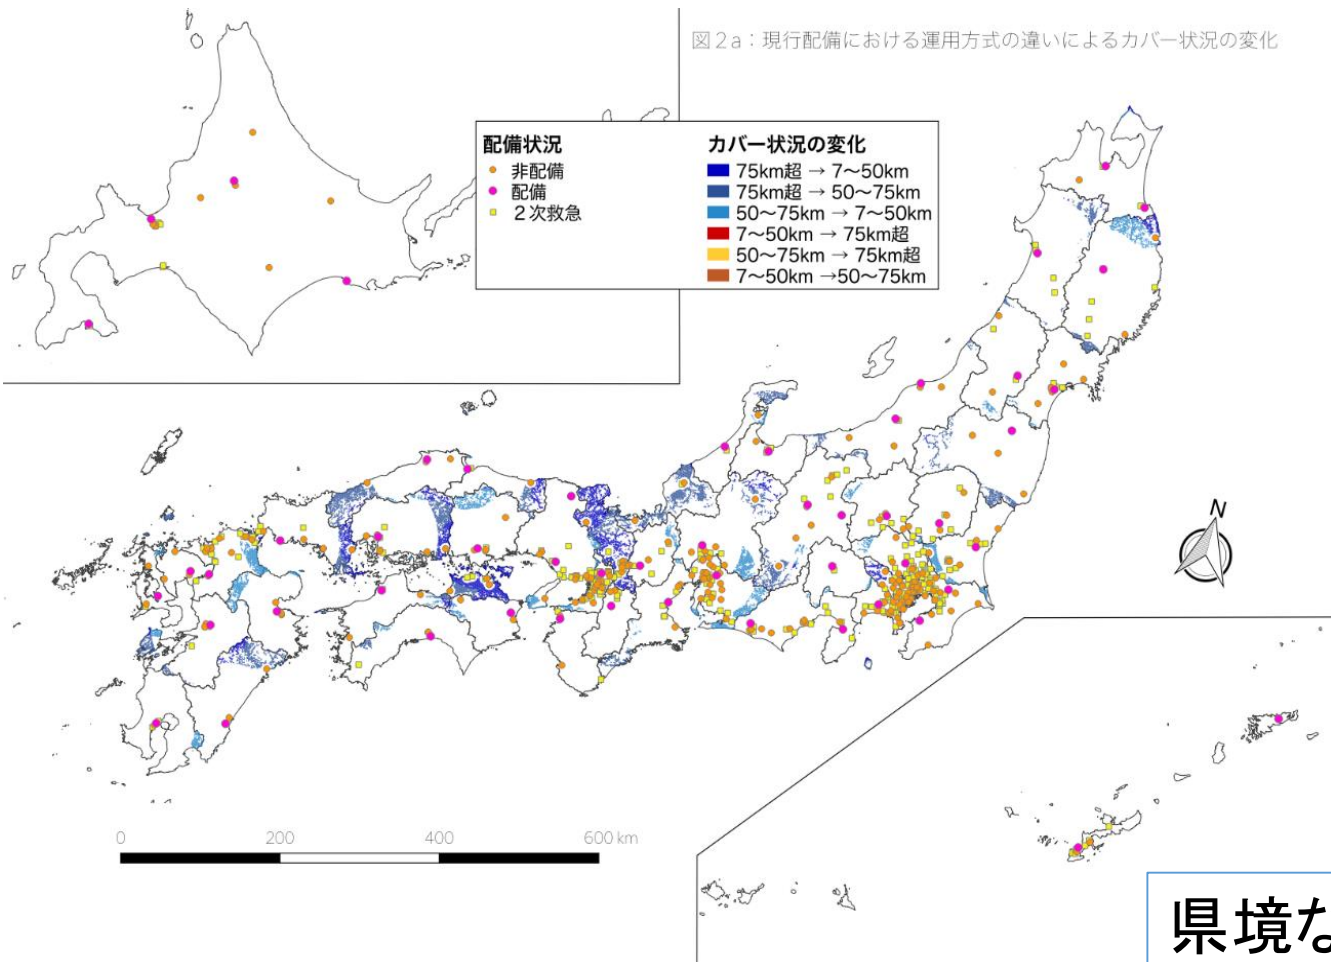 図2a：現行配備における運用方式の違いによるカバー状況の変化
配備状況
非配備
配備
２次救急
カバー状況の変化
75km超 → 7〜50km
75km超 → 50〜75km
50〜75km → 7〜50km
7〜50km → 75km超
50〜75km → 75km超
7〜50km →50〜75km
N
0 200 400 600 km
県境な